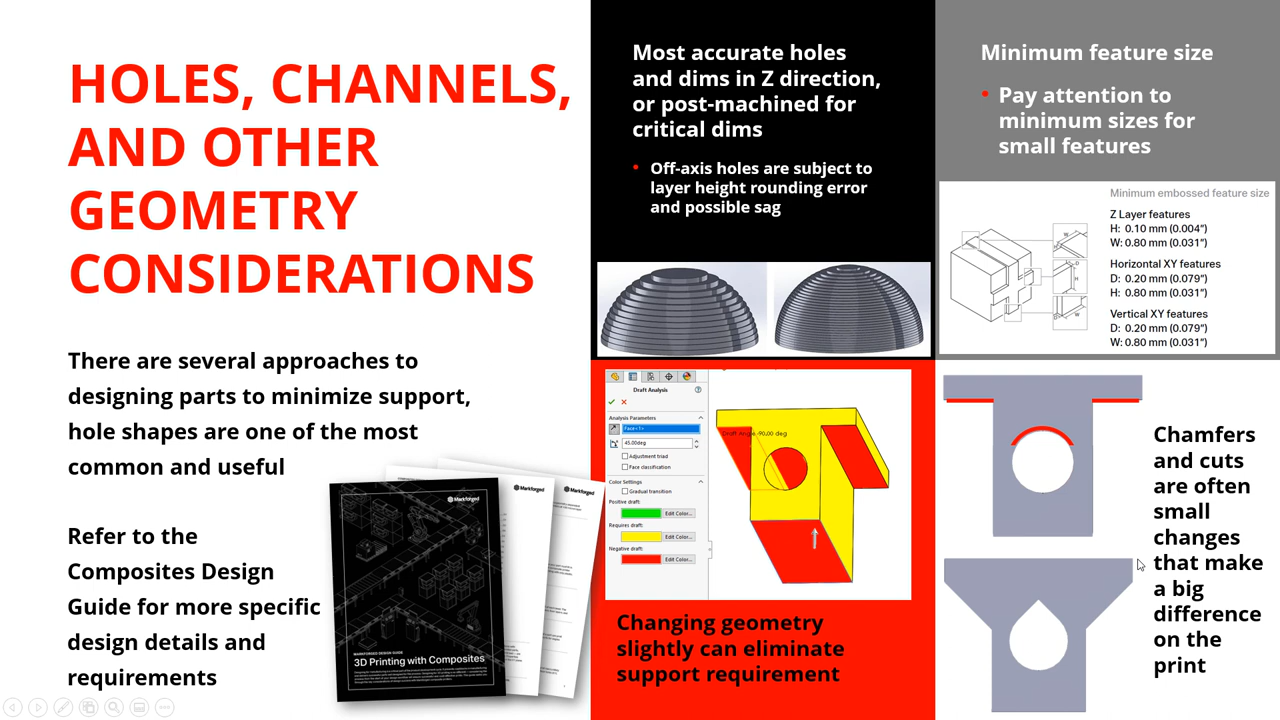 HOLES, CHANNELS,
AND OTHER
GEOMETRY
CONSIDERATIONS
There are several approaches to
designing parts to minimize support,
hole shapes are one of the most
common and useful
Refer to the
Composites Design
Guide for more specific
design details and
requirements
Markforged
Markforged
Markforged
MARKFORGED DESIGN GUIDE
3D Printing with Composites
Most accurate holes
and dims in Z direction,
or post-machined for
critical dims
• Off-axis holes are subject to
layer height rounding error
and possible sag
Minimum feature size
• Pay attention to
minimum sizes for
small features
Minimum embossed feature size
Z Layer features
H: 0.10 mm (0.004")
W: 0.80 mm (0.031")
Horizontal XY features
D: 0.20 mm (0.079")
H: 0.80 mm (0.031")
Vertical XY features
D: 0.20 mm (0.079")
W: 0.80 mm (0.031")
Draft Analysis
Analysis Parameters
Face<1>
45.00deg
Adjustment triad
Face classification
Color Settings
Gradual transition
Positive draft:
Edit Color...
Requires draft:
Edit Color...
Negative draft:
Edit Color...
Draft Angle -90.00 deg
Changing geometry
slightly can eliminate
support requirement
Chamfers
and cuts
are often
small
changes
that make
a big
difference
on the
print